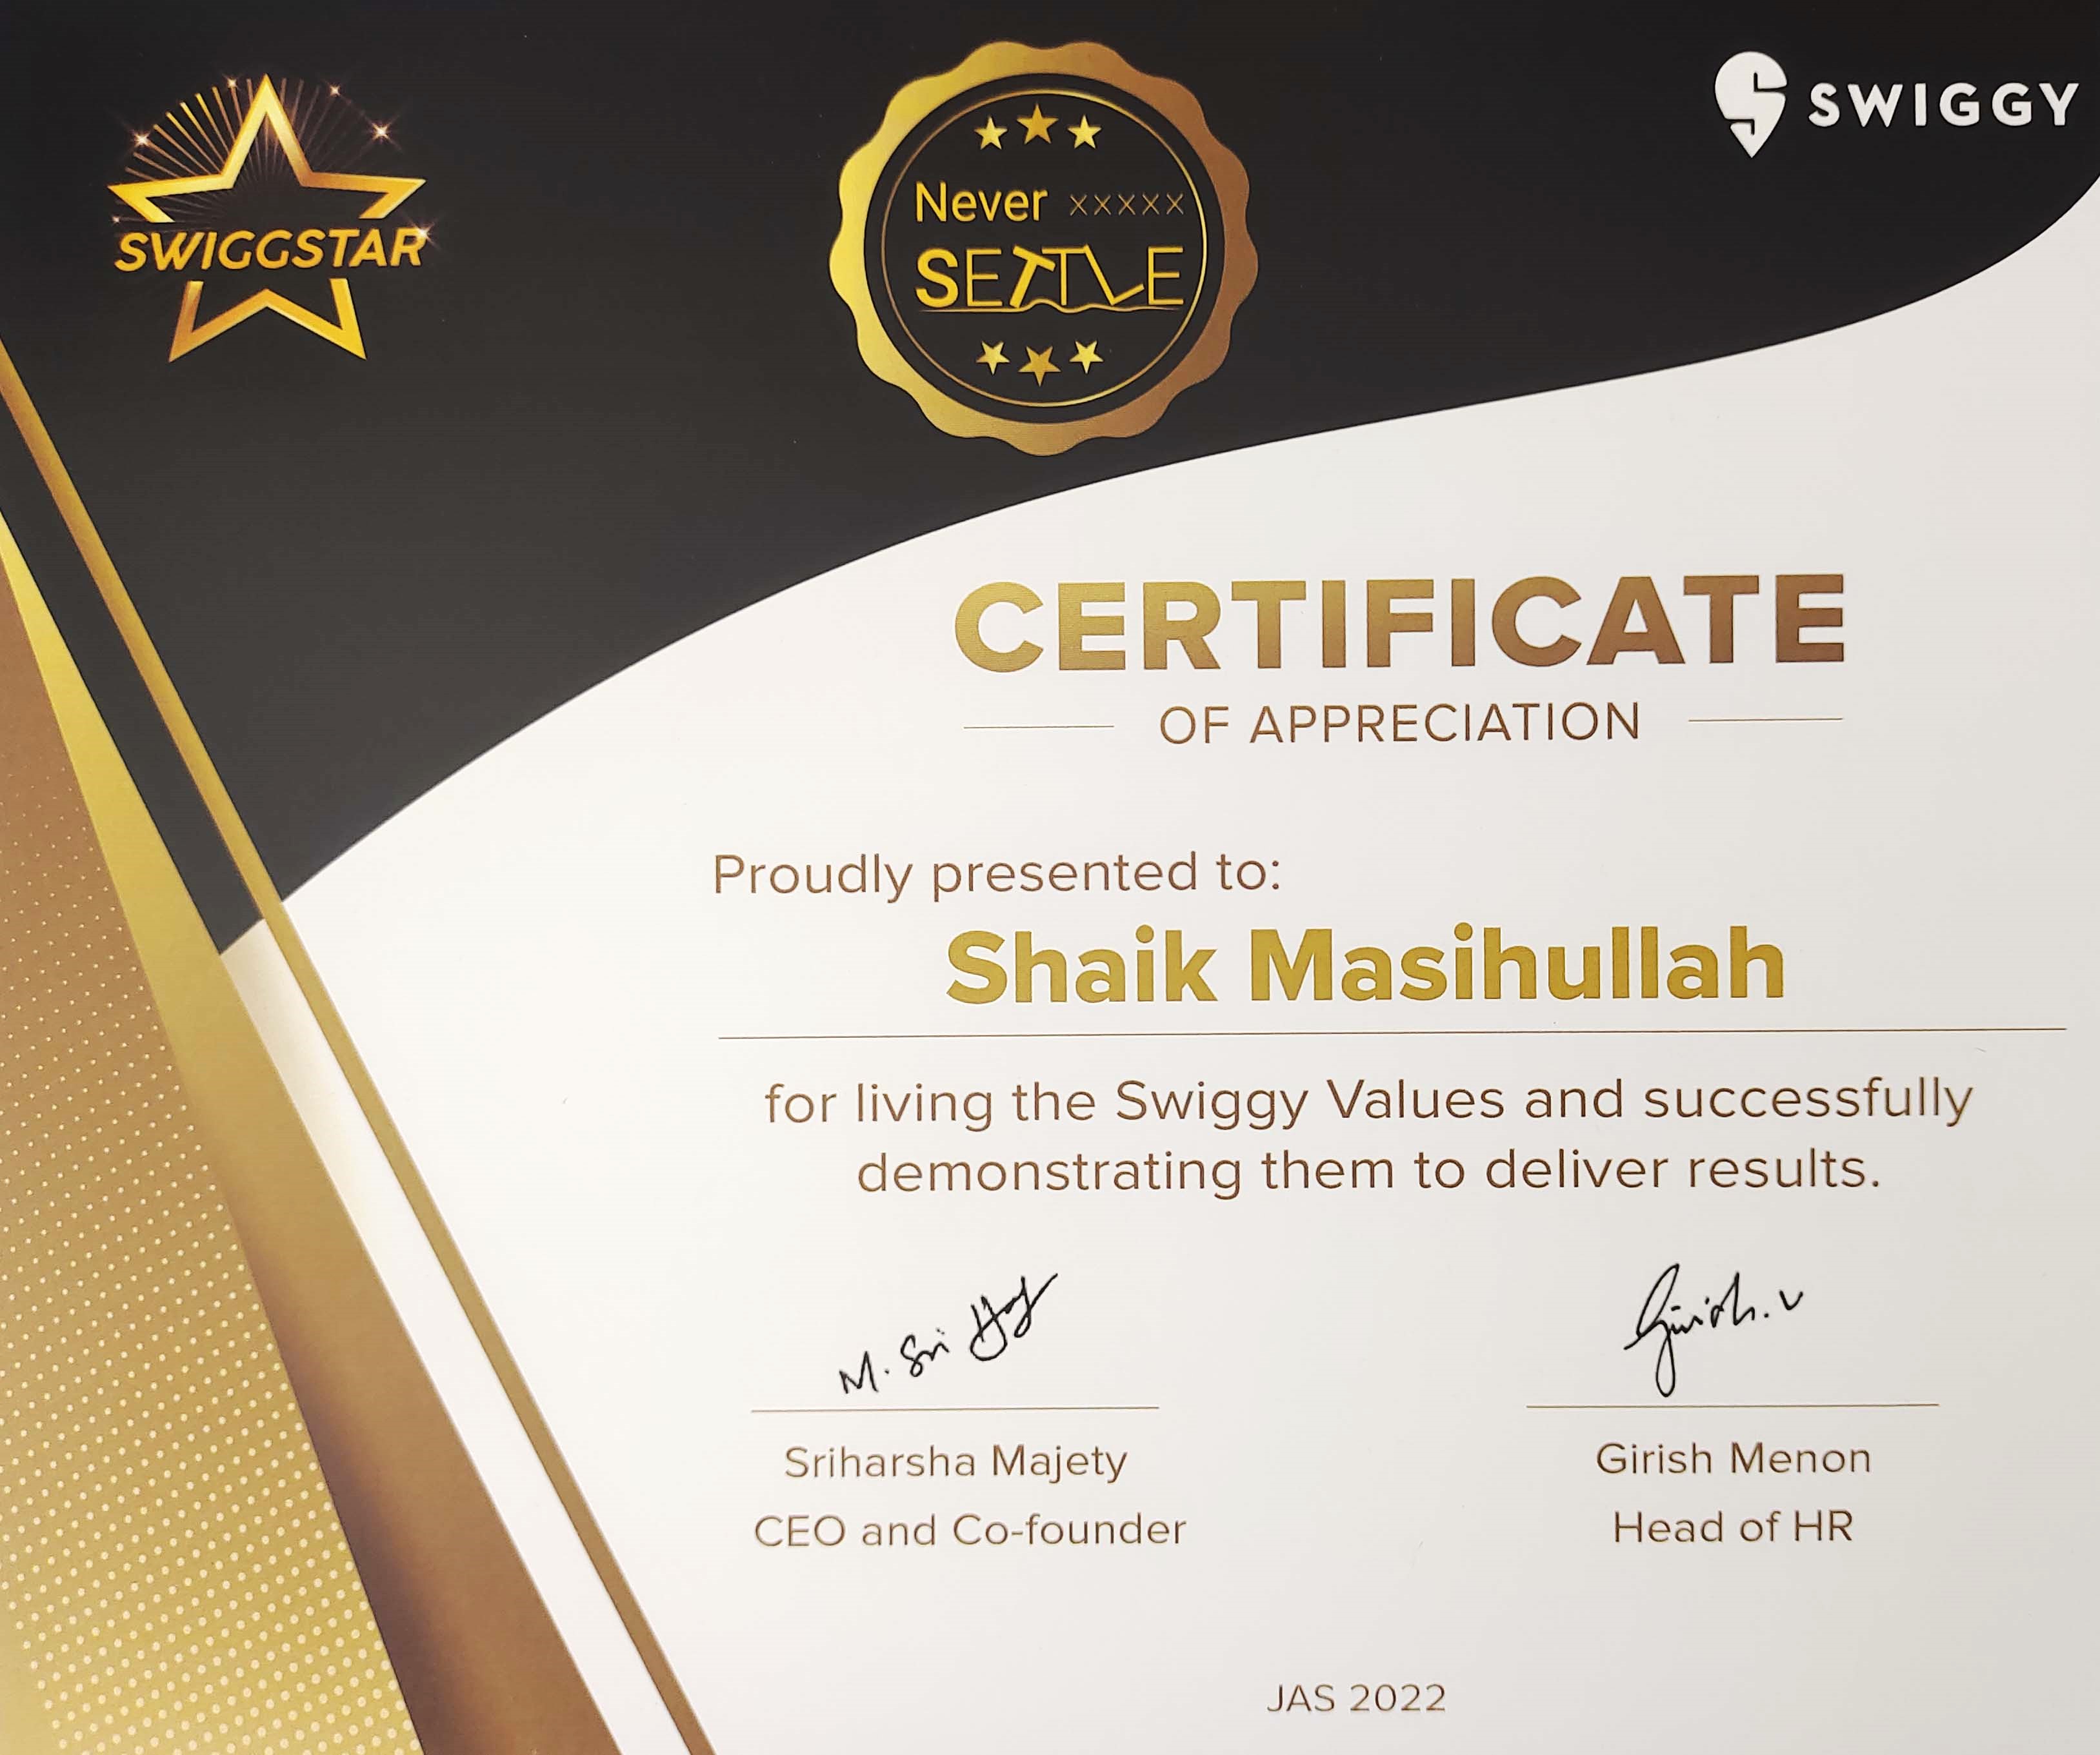 SWIGGSTAR
Never xxxxx
SETTLE
SWIGGY
CERTIFICATE
OF APPRECIATION
Proudly presented to:
Shaik Masihullah
for living the Swiggy Values and successfully
demonstrating them to deliver results.
M. Sri
Girish. V
Sriharsha Majety
CEO and Co-founder
Girish Menon
Head of HR
JAS 2022